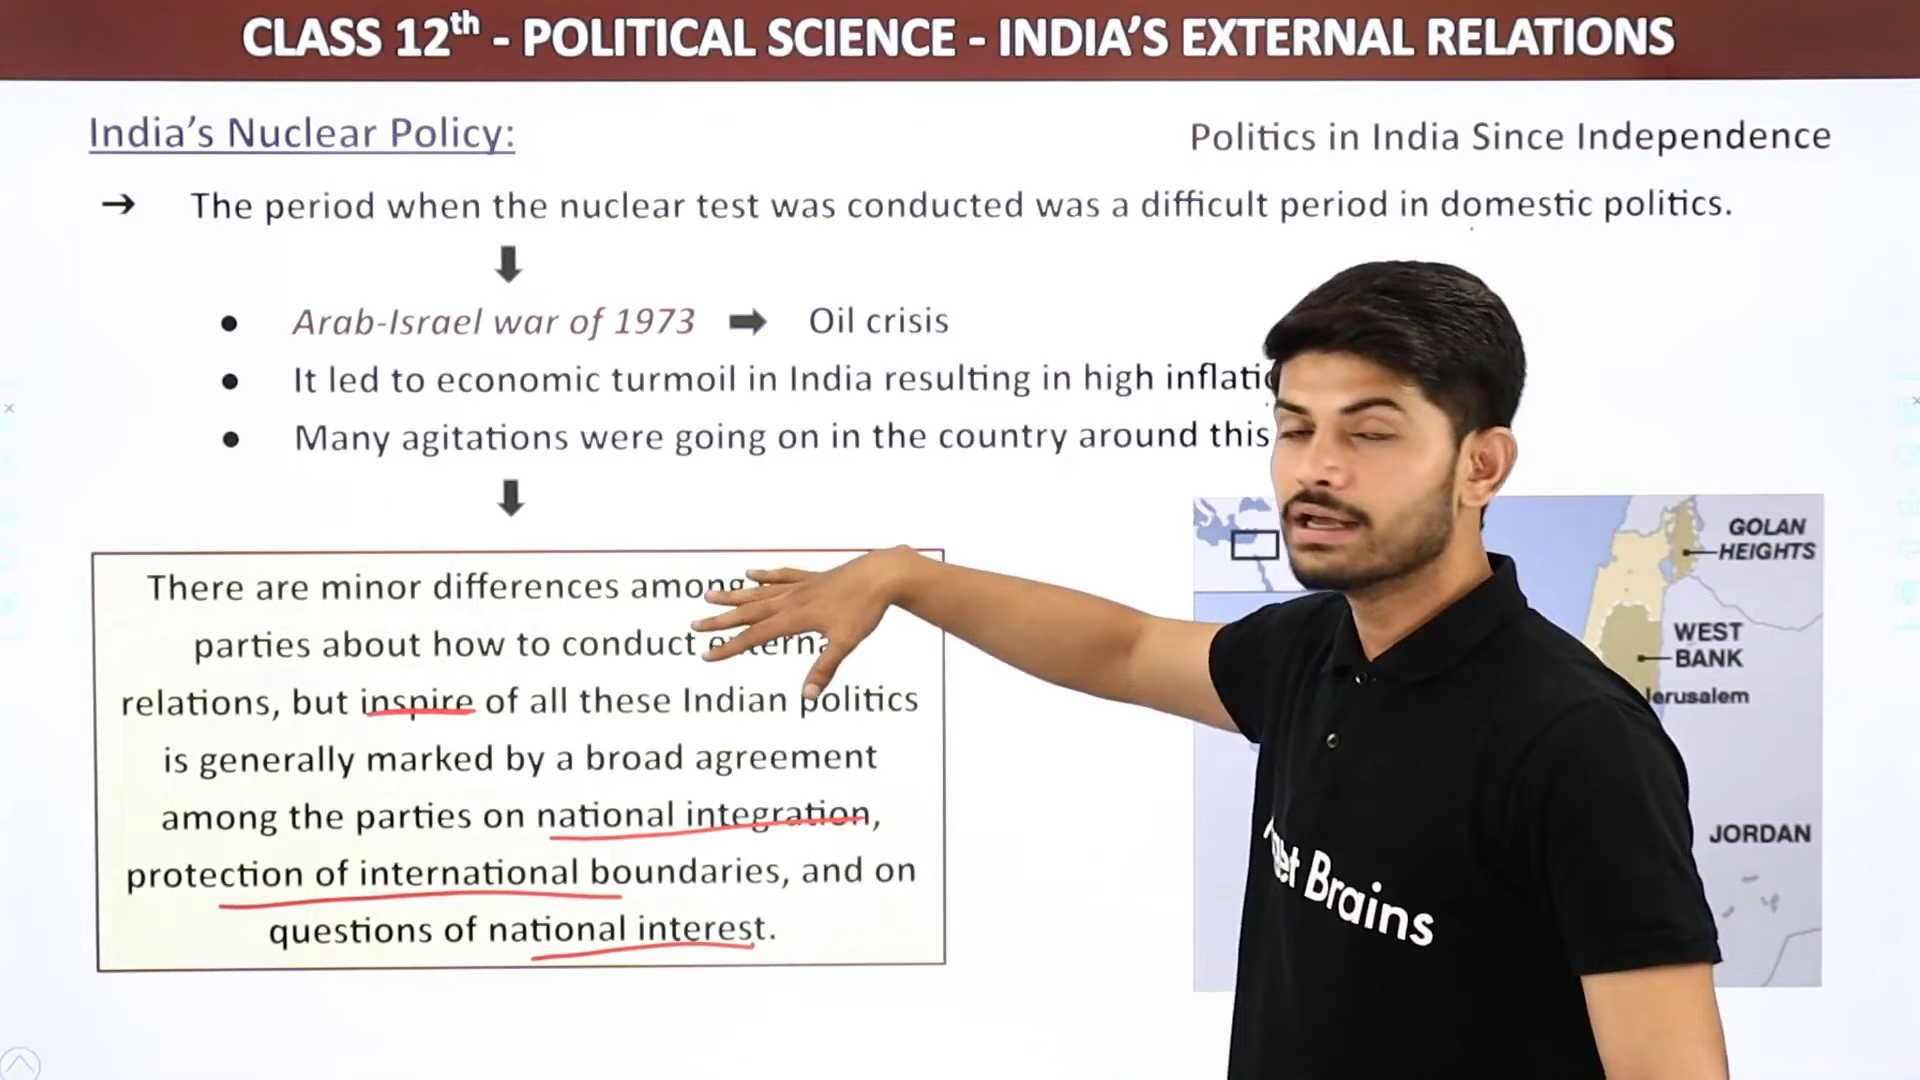 CLASS 12th - POLITICAL SCIENCE - INDIA’S EXTERNAL RELATIONS
India’s Nuclear Policy:
Politics in India Since Independence
→ The period when the nuclear test was conducted was a difficult period in domestic politics.
● Arab-Israel war of 1973 ➡ Oil crisis
● It led to economic turmoil in India resulting in high
● Many agitations were going on in the country around this
There are minor differences among
parties about how to conduct
relations, but inspire of all these Indian politics
is generally marked by a broad agreement
among the parties on national integration,
protection of international boundaries, and on
questions of national interest.
GOLAN
HEIGHTS
WEST
BANK
Jerusalem
JORDAN
Brains